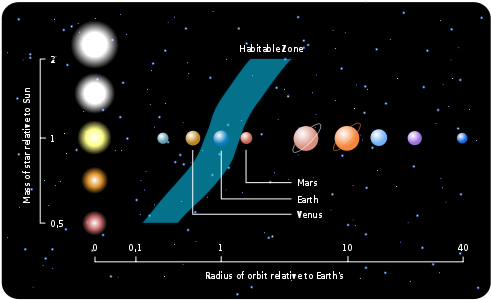 Habitable Zone
Mass of star relative to Sun
2
1
0,5
Mars
Earth
Venus
0
0,1
1
10
40
Radius of orbit relative to Earth's